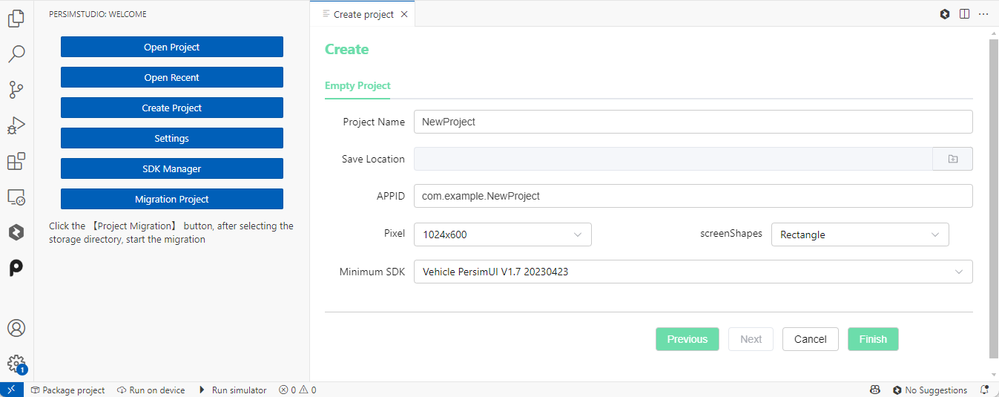 PERSIMSTUDIO: WELCOME
Open Project
Open Recent
Create Project
Settings
SDK Manager
Migration Project
Click the 【Project Migration】 button, after selecting the
storage directory, start the migration
1
Create project
Create
Empty Project
Project Name NewProject
Save Location
APPID com.example.NewProject
Pixel 1024x600 screenShapes Rectangle
Minimum SDK Vehicle PersimUI V1.7 20230423
Previous Next Cancel Finish
Package project Run on device Run simulator 0 0 No Suggestions